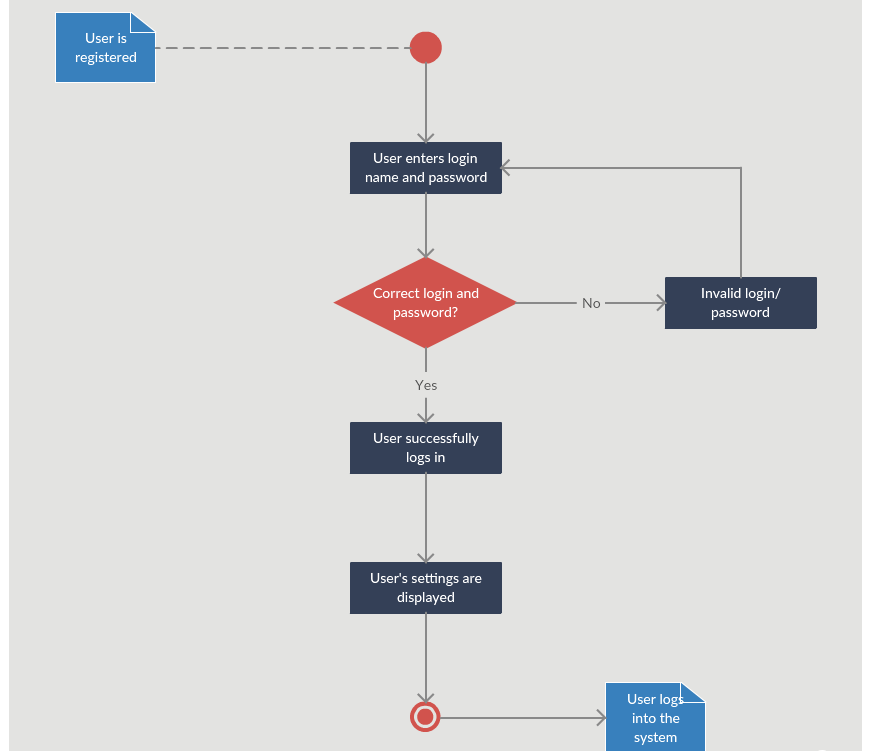 User is
registered
User enters login
name and password
Correct login and
password?
No
Invalid login/
password
Yes
User successfully
logs in
User's settings are
displayed
User logs
into the
system